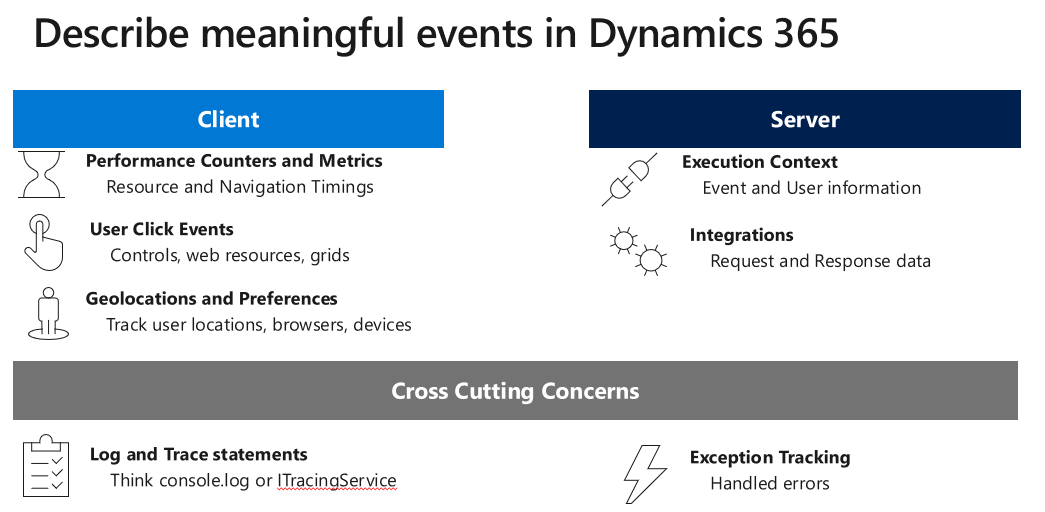 Describe meaningful events in Dynamics 365
Client
Performance Counters and Metrics
Resource and Navigation Timings
User Click Events
Controls, web resources, grids
Geolocations and Preferences
Track user locations, browsers, devices
Server
Execution Context
Event and User information
Integrations
Request and Response data
Cross Cutting Concerns
Log and Trace statements
Think console.log or ITracingService
Exception Tracking
Handled errors